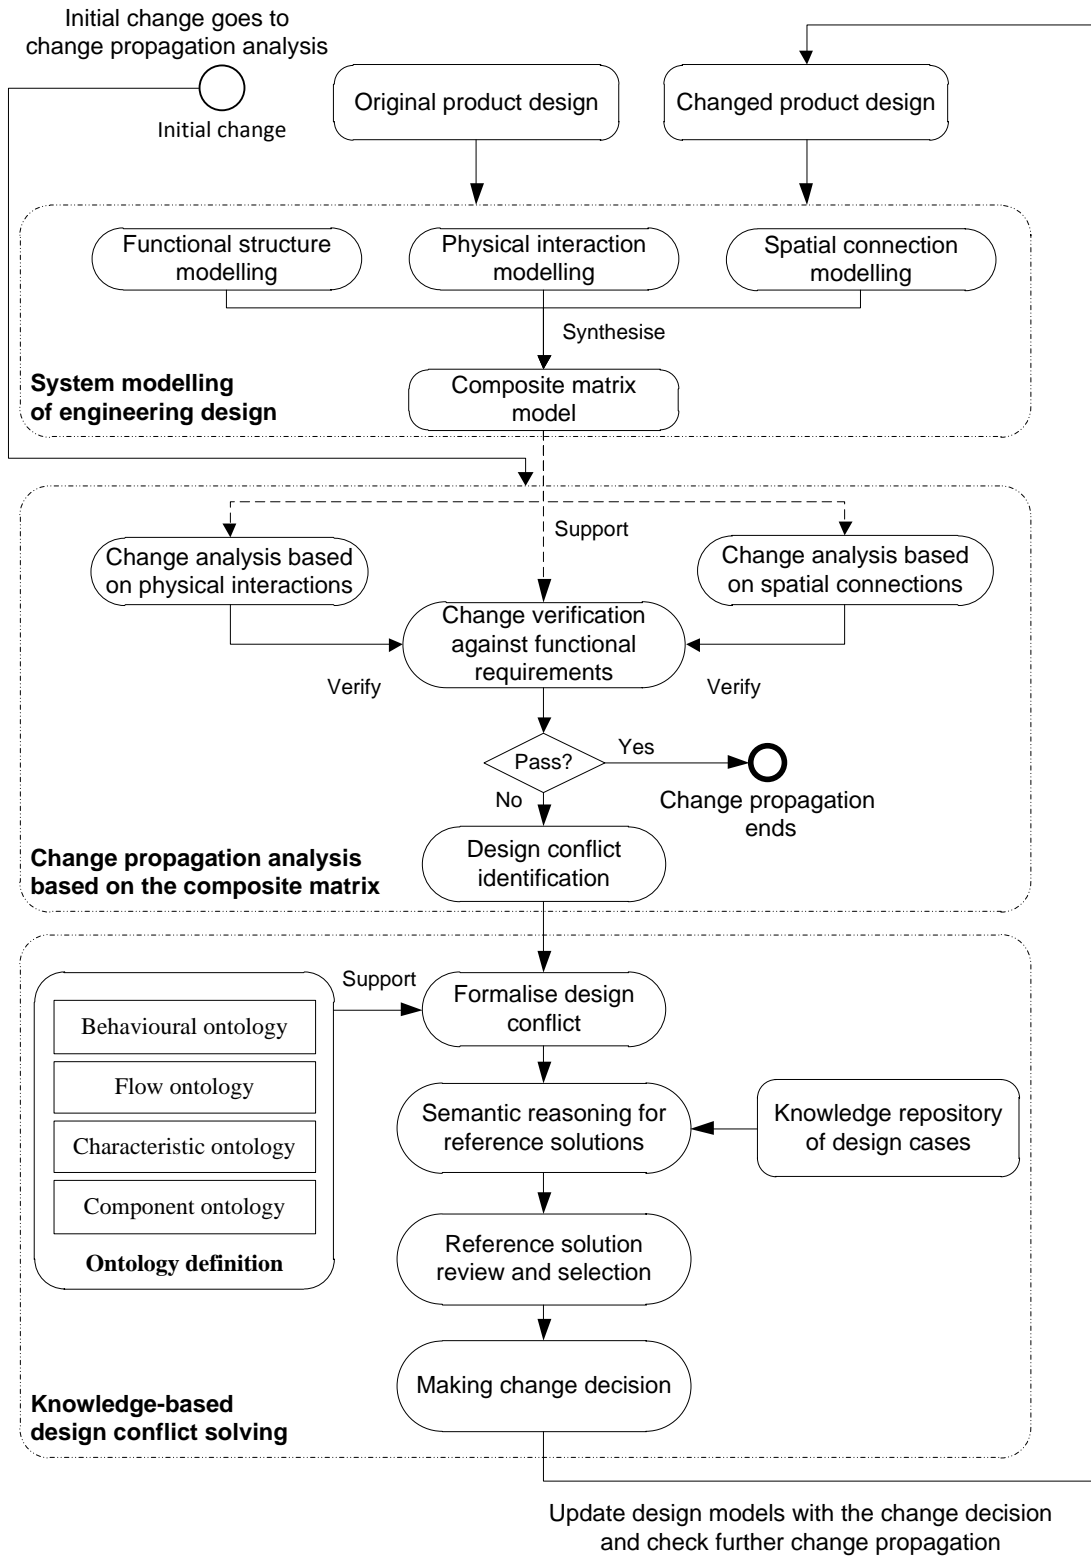 Initial change goes to
change propagation analysis
Initial change
Original product design
Changed product design
Functional structure
modelling
Physical interaction
modelling
Spatial connection
modelling
Synthesise
System modelling
of engineering design
Composite matrix
model
Support
Change analysis based
on physical interactions
Change analysis based
on spatial connections
Change verification
against functional
requirements
Verify
Verify
Pass?
Yes
No
Change propagation
ends
Design conflict
identification
Change propagation analysis
based on the composite matrix
Support
Behavioural ontology
Flow ontology
Characteristic ontology
Component ontology
Ontology definition
Formalise design
conflict
Semantic reasoning for
reference solutions
Knowledge repository
of design cases
Reference solution
review and selection
Making change decision
Knowledge-based
design conflict solving
Update design models with the change decision
and check further change propagation